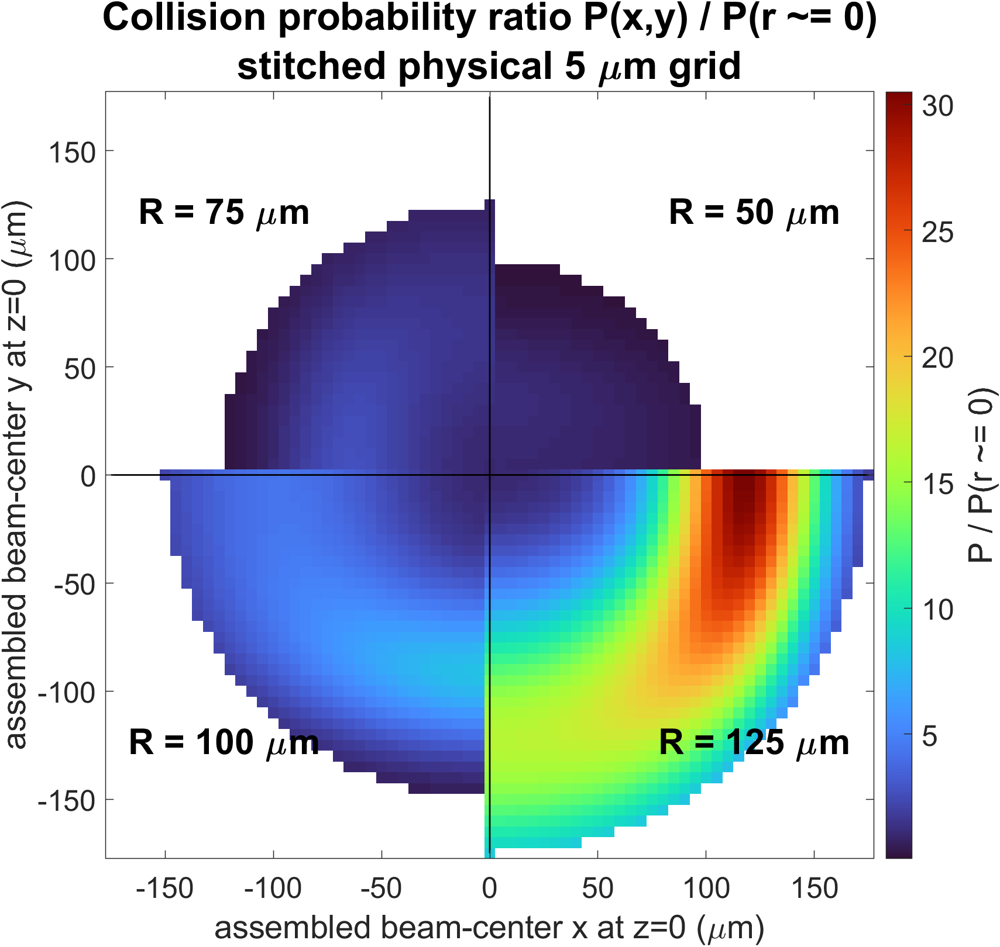 Collision probability ratio P(x,y) / P(r ~= 0)
stitched physical 5 μm grid
R = 75 μm
R = 50 μm
R = 100 μm
R = 125 μm
150
100
50
0
-50
-100
-150
assembled beam-center y at z=0 (μm)
-150
-100
-50
0
50
100
150
assembled beam-center x at z=0 (μm)
30
25
20
15
10
5
P / P(r ~= 0)